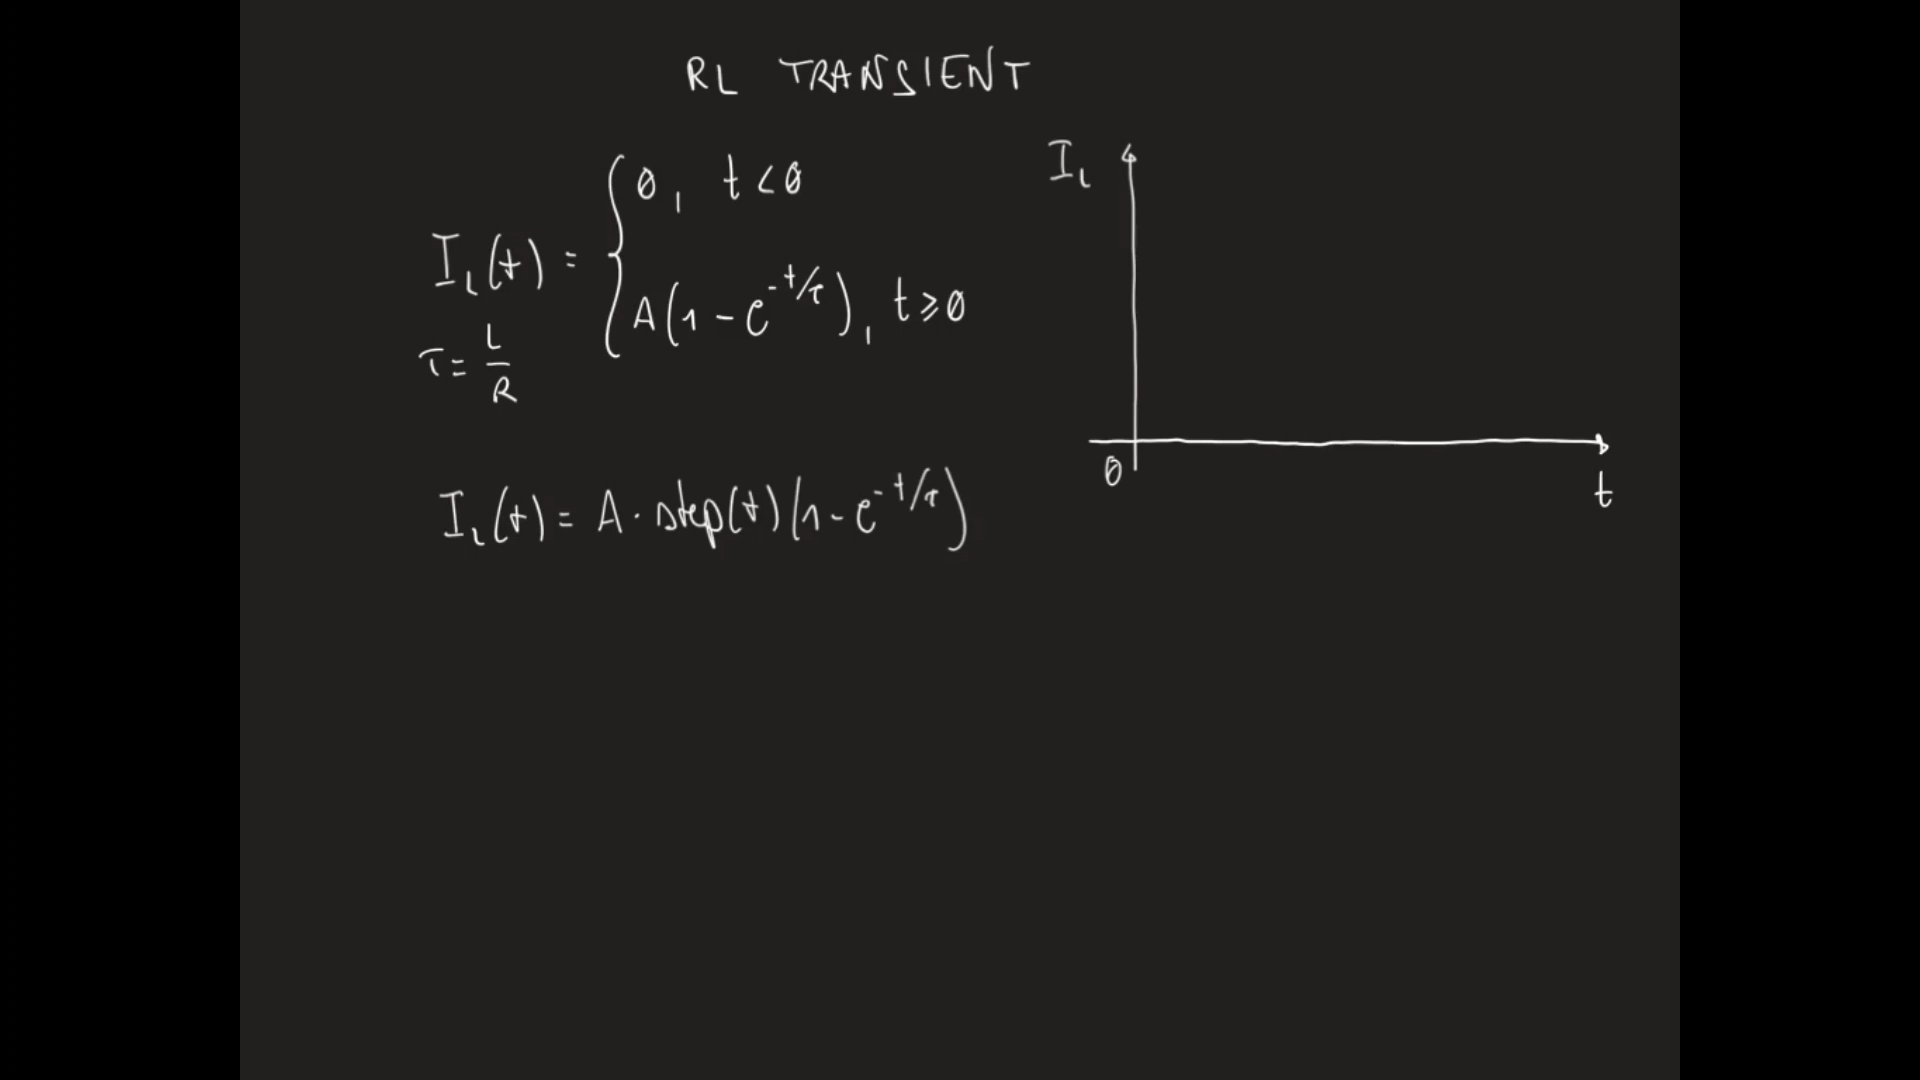 RL TRANSIENT
I_L(t) = { 0, t < 0
A(1 - e^{-t/τ}), t ≥ 0
τ = L/R
I_L(t) = A · step(t)(1 - e^{-t/τ})
I_L
0
t